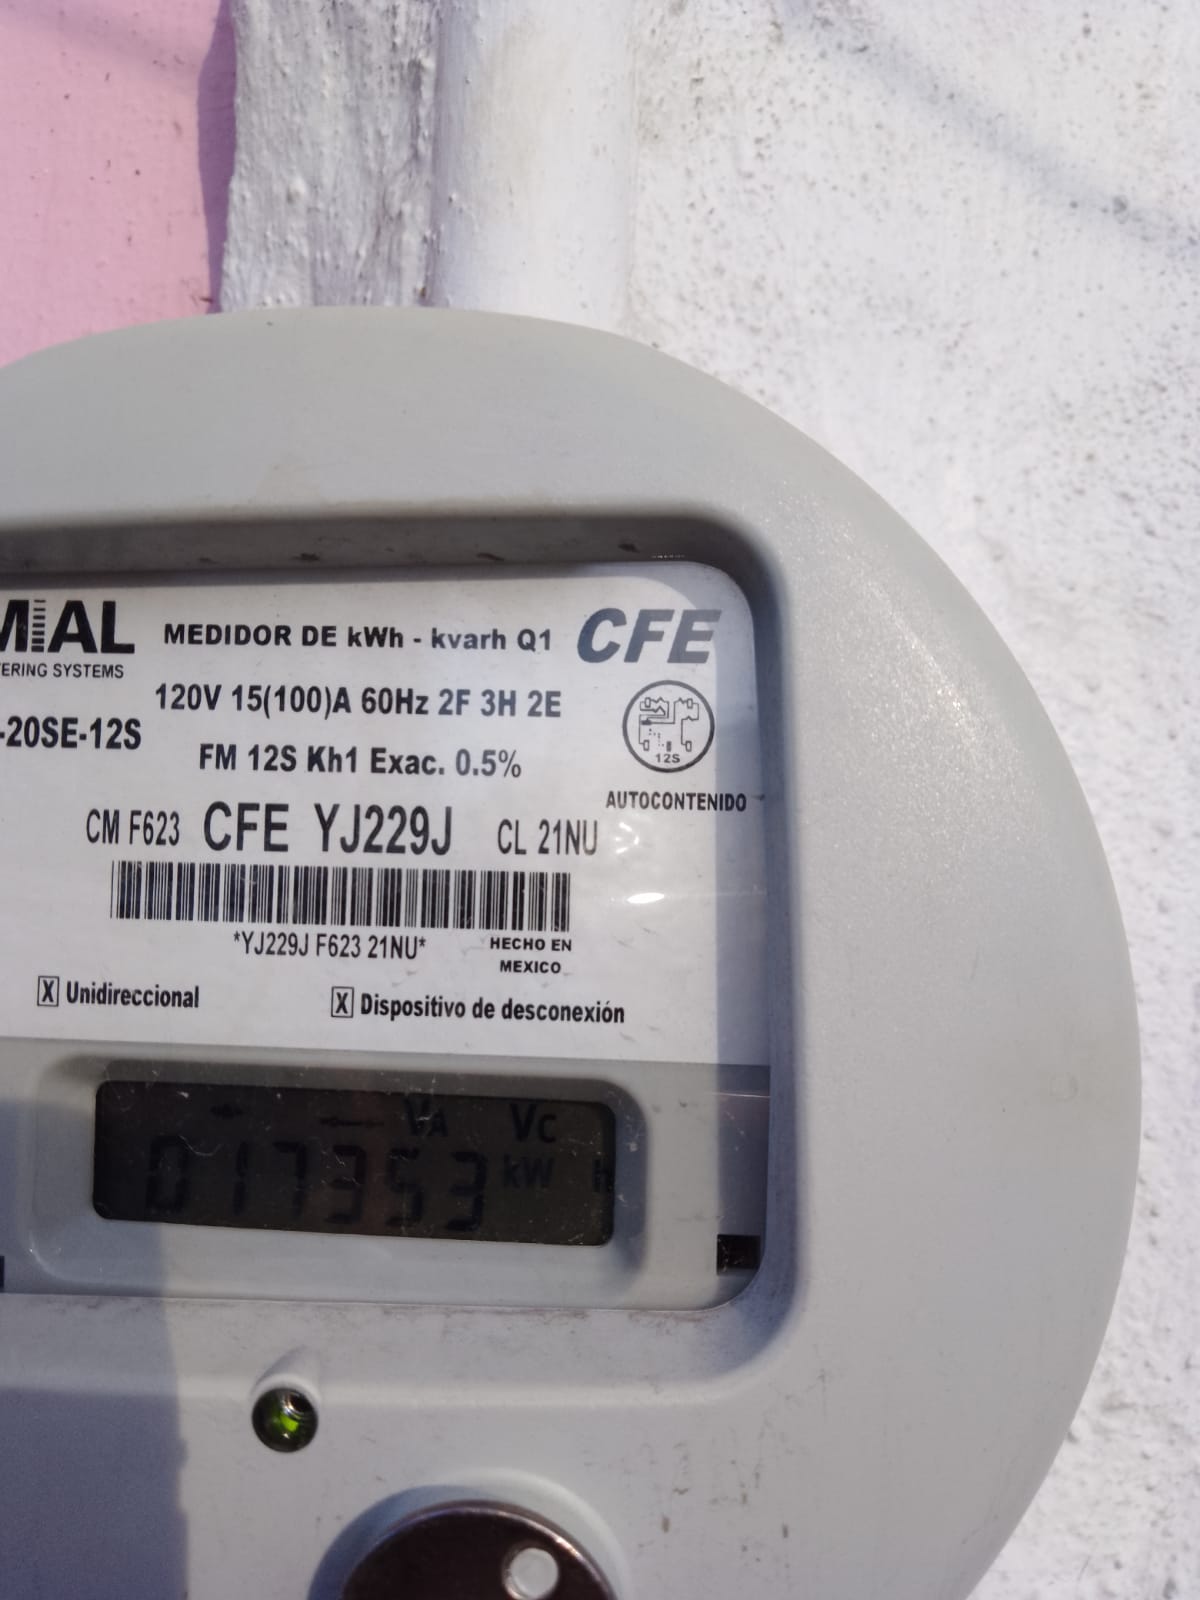 MIAL
ERING SYSTEMS
MEDIDOR DE kWh - kvarh Q1
CFE
120V 15(100)A 60Hz 2F 3H 2E
-20SE-12S
FM 12S Kh1 Exac. 0.5%
12S
AUTOCONTENIDO
CM F623 CFE YJ229J CL 21NU
*YJ229J F623 21NU*
HECHO EN
MEXICO
X Unidireccional
X Dispositivo de desconexión
VA VC
017353 kW h